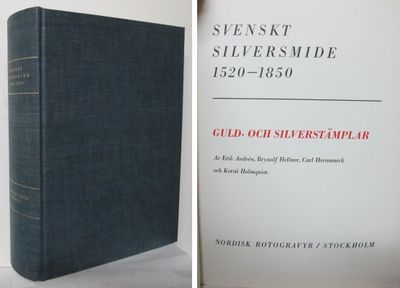 SVENSKT
SILVERSMIDE
1520—1850
GULD- OCH SILVERSTÄMPLAR
Av Erik Andrén, Brynolf Hellner, Carl Hernmarck
och Kersti Holmquist.
NORDISK ROTOGRAVYR / STOCKHOLM